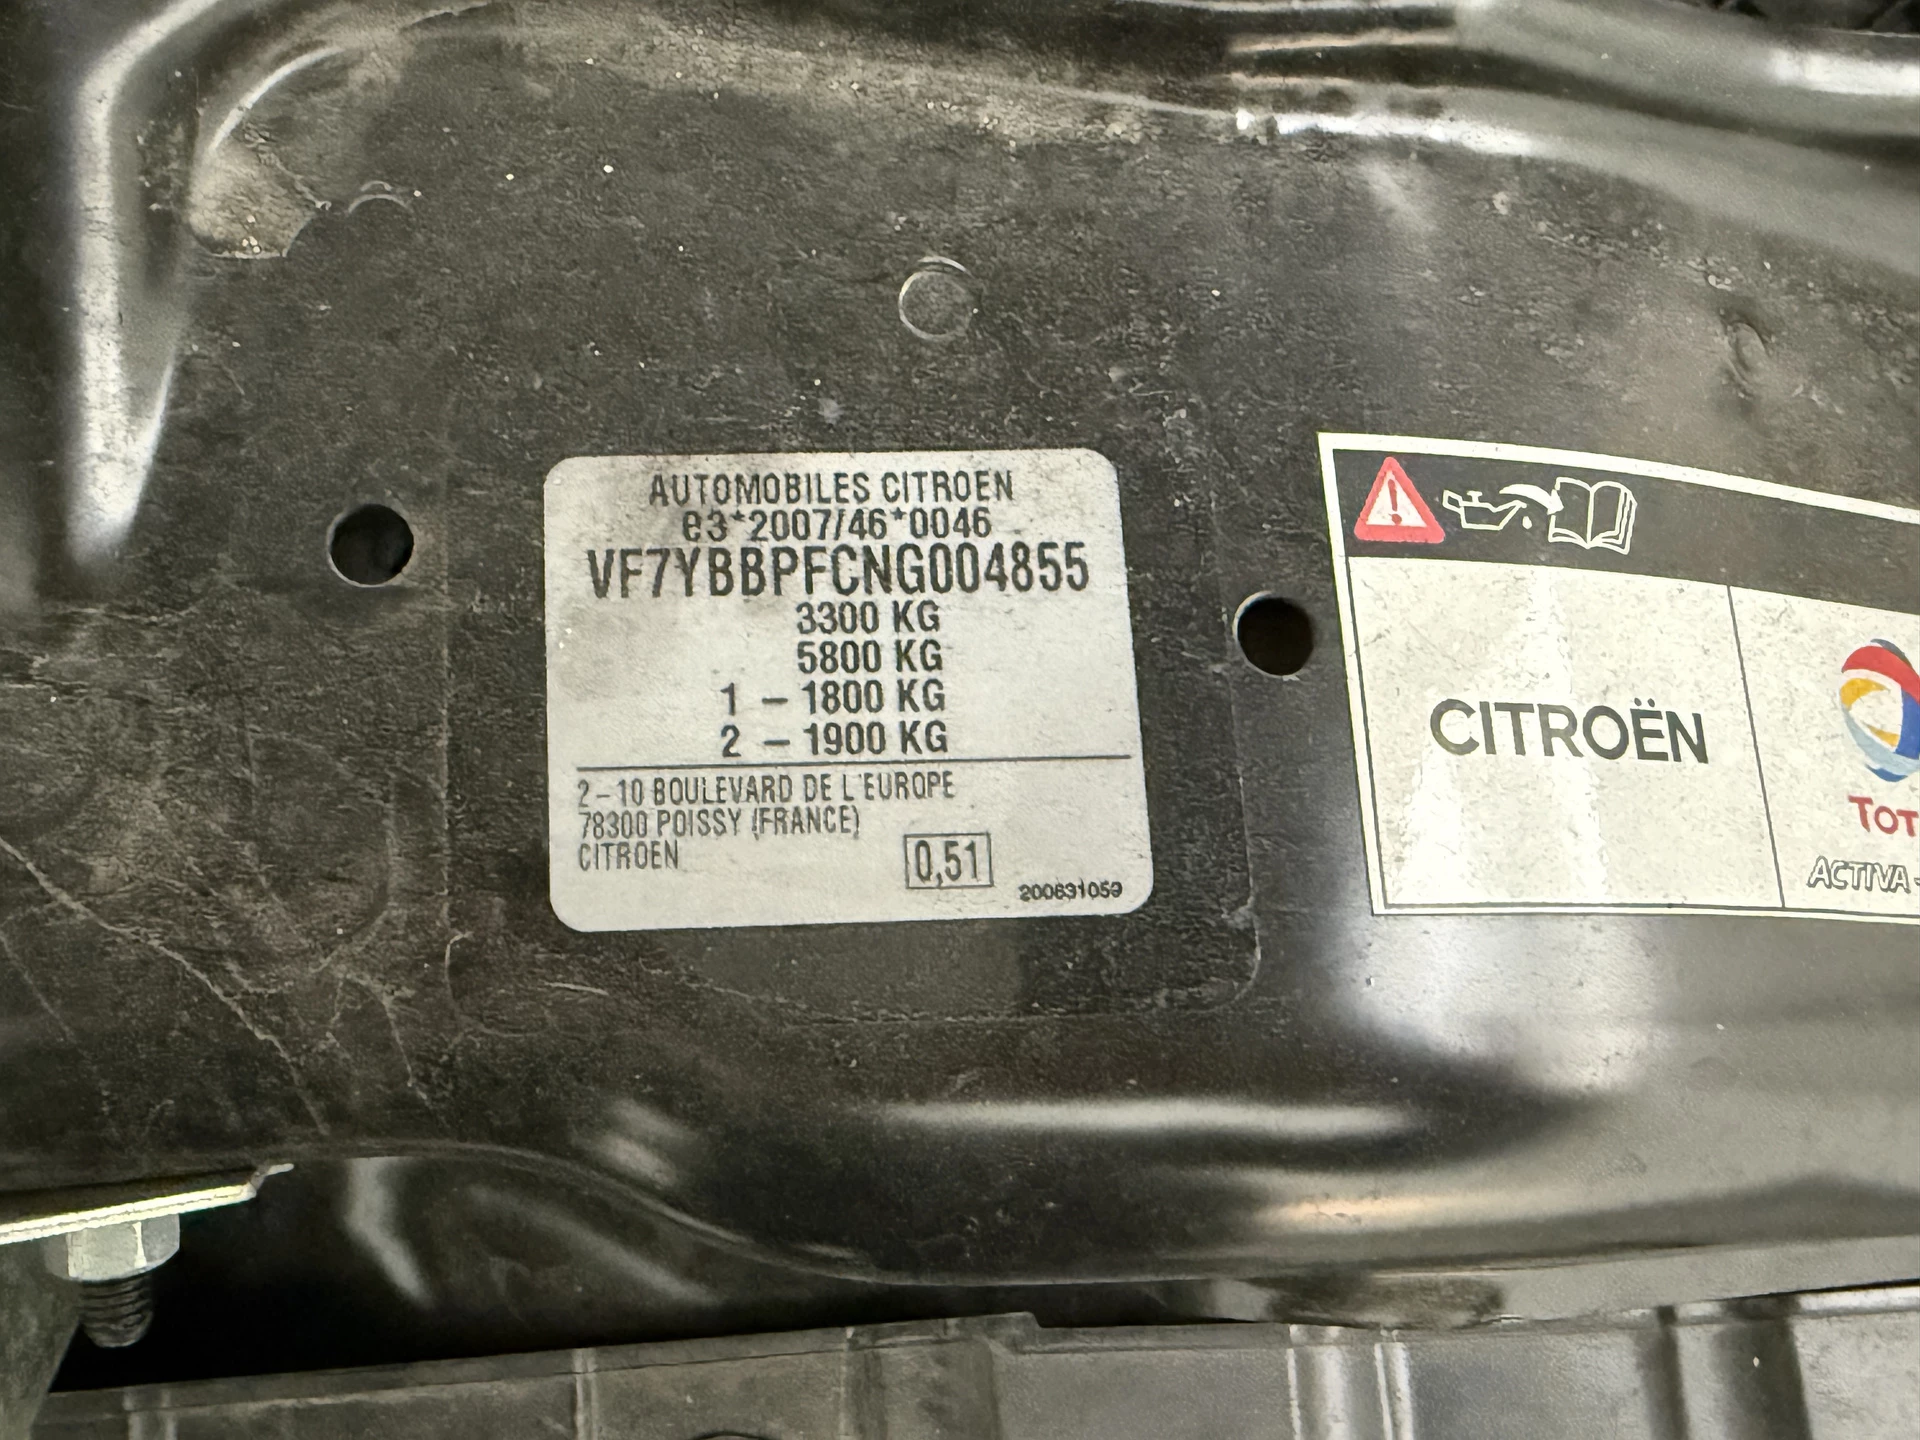 AUTOMOBILES CITROEN
e3*2007/46*0046
VF7YBBPFCNG004855
3300 KG
5800 KG
1 – 1800 KG
2 – 1900 KG
2–10 BOULEVARD DE L'EUROPE
78300 POISSY (FRANCE)
CITROEN
0,51
200831059
CITROËN
TOT
ACTIVA